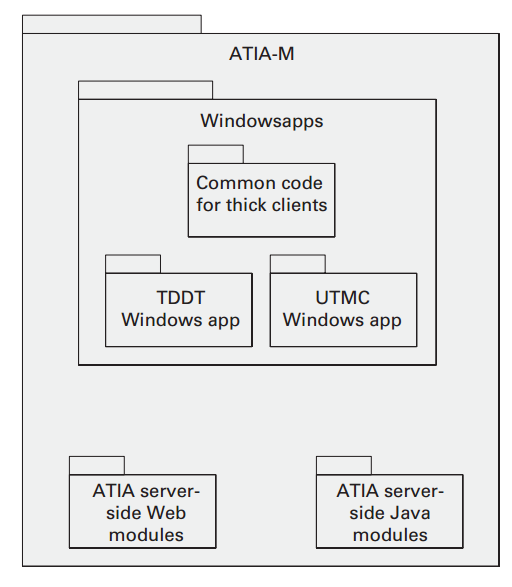 ATIA-M
Windowsapps
Common code
for thick clients
TDDT
Windows app
UTMC
Windows app
ATIA server-
side Web
modules
ATIA server-
side Java
modules